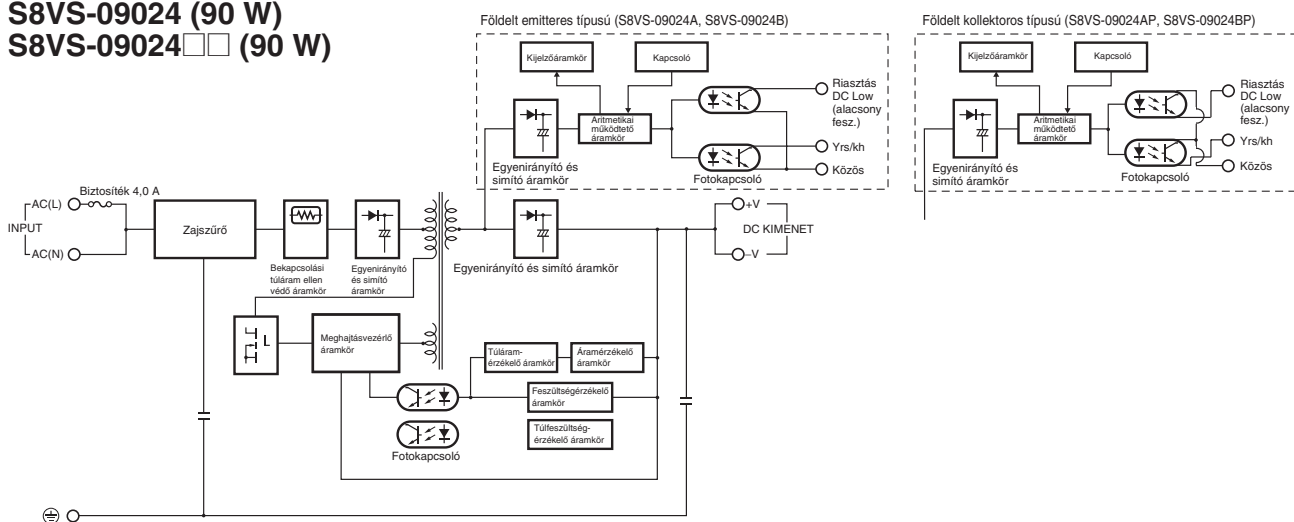 S8VS-09024 (90 W)
S8VS-09024□□ (90 W)
Földelt emitteres típusú (S8VS-09024A, S8VS-09024B)
Kijelzőáramkör
Kapcsoló
Aritmetikai
működtető
áramkör
Egyenirányító és
simító áramkör
Fotokapcsoló
Riasztás
DC Low
(alacsony
fesz.)
Yrs/kh
Közös
Földelt kollektoros típusú (S8VS-09024AP, S8VS-09024BP)
Kijelzőáramkör
Kapcsoló
Aritmetikai
működtető
áramkör
Egyenirányító és
simító áramkör
Fotokapcsoló
Riasztás
DC Low
(alacsony
fesz.)
Yrs/kh
Közös
Biztosíték 4,0 A
AC(L)
INPUT
AC(N)
Zajszűrő
Bekapcsolási
túláram ellen
védő áramkör
Egyenirányító
és simító
áramkör
Egyenirányító és simító áramkör
+V
DC KIMENET
–V
Meghajtásvezérlő
áramkör
Túláram-
érzékelő áramkör
Áramérzékelő
áramkör
Feszültségérzékelő
áramkör
Túlfeszültség-
érzékelő áramkör
Fotokapcsoló